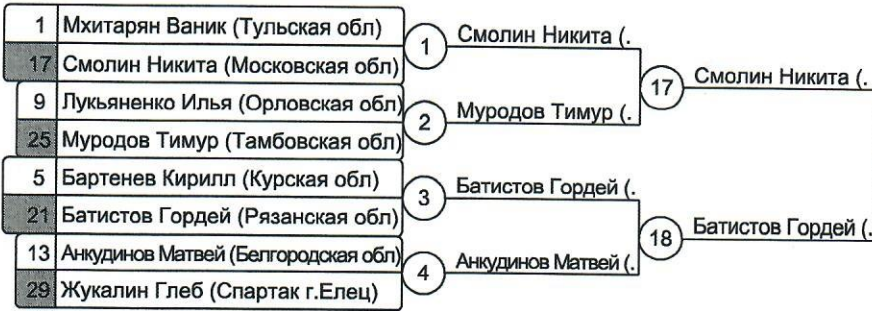 1 Мхитарян Ваник (Тульская обл)
17 Смолин Никита (Московская обл)
9 Лукьяненко Илья (Орловская обл)
25 Муродов Тимур (Тамбовская обл)
5 Бартенев Кирилл (Курская обл)
21 Батистов Гордей (Рязанская обл)
13 Анкудинов Матвей (Белгородская обл)
29 Жукалин Глеб (Спартак г.Елец)
1 Смолин Никита (.
2 Муродов Тимур (.
3 Батистов Гордей (.
4 Анкудинов Матвей (.
17 Смолин Никита (.
18 Батистов Гордей (.